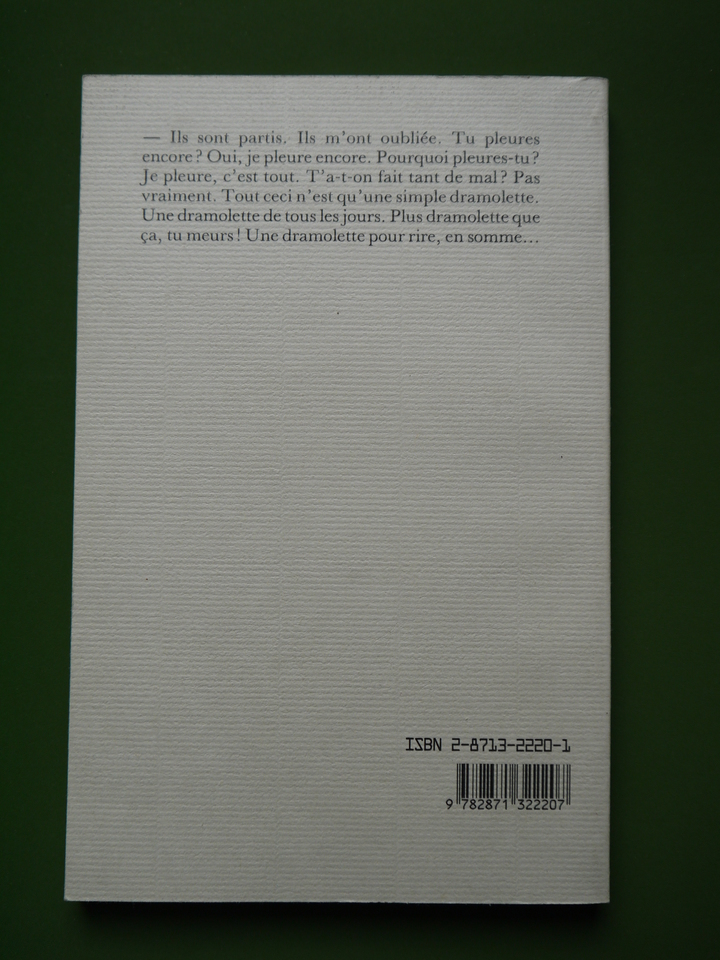 — Ils sont partis. Ils m'ont oubliée. Tu pleures
encore ? Oui, je pleure encore. Pourquoi pleures-tu ?
Je pleure, c'est tout. T'a-t-on fait tant de mal ? Pas
vraiment. Tout ceci n'est qu'une simple dramolette.
Une dramolette de tous les jours. Plus dramolette que
ça, tu meurs ! Une dramolette pour rire, en somme…
ISBN 2-8713-2220-1
9 782871 322207